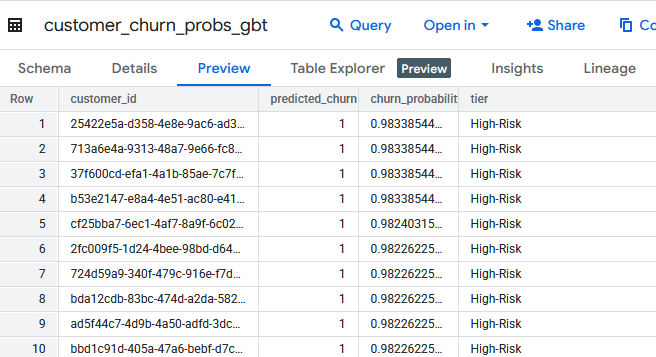 customer_churn_probs_gbt Query Open in Share Co
Schema Details Preview Table Explorer Preview Insights Lineage
Row customer_id predicted_churn churn_probabilit tier
1 25422e5a-d358-4e8e-9ac6-ad3... 1 0.98338544... High-Risk
2 713a6e4a-9313-48a7-9e66-fc8... 1 0.98338544... High-Risk
3 37f600cd-efa1-4a1b-85ae-7c7f... 1 0.98338544... High-Risk
4 b53e2147-e8a4-4e51-ac80-e41... 1 0.98338544... High-Risk
5 cf25bba7-6ec1-4af7-8a9f-6c02... 1 0.98240315... High-Risk
6 2fc009f5-1d24-4bee-98bd-d64... 1 0.98226225... High-Risk
7 724d59a9-340f-479c-916e-f7d... 1 0.98226225... High-Risk
8 bda12cdb-83bc-474d-a2da-582... 1 0.98226225... High-Risk
9 ad5f44c7-4d9b-4a50-adfd-3dc... 1 0.98226225... High-Risk
10 bbd1c91d-405a-47a6-bebf-d7c... 1 0.98226225... High-Risk